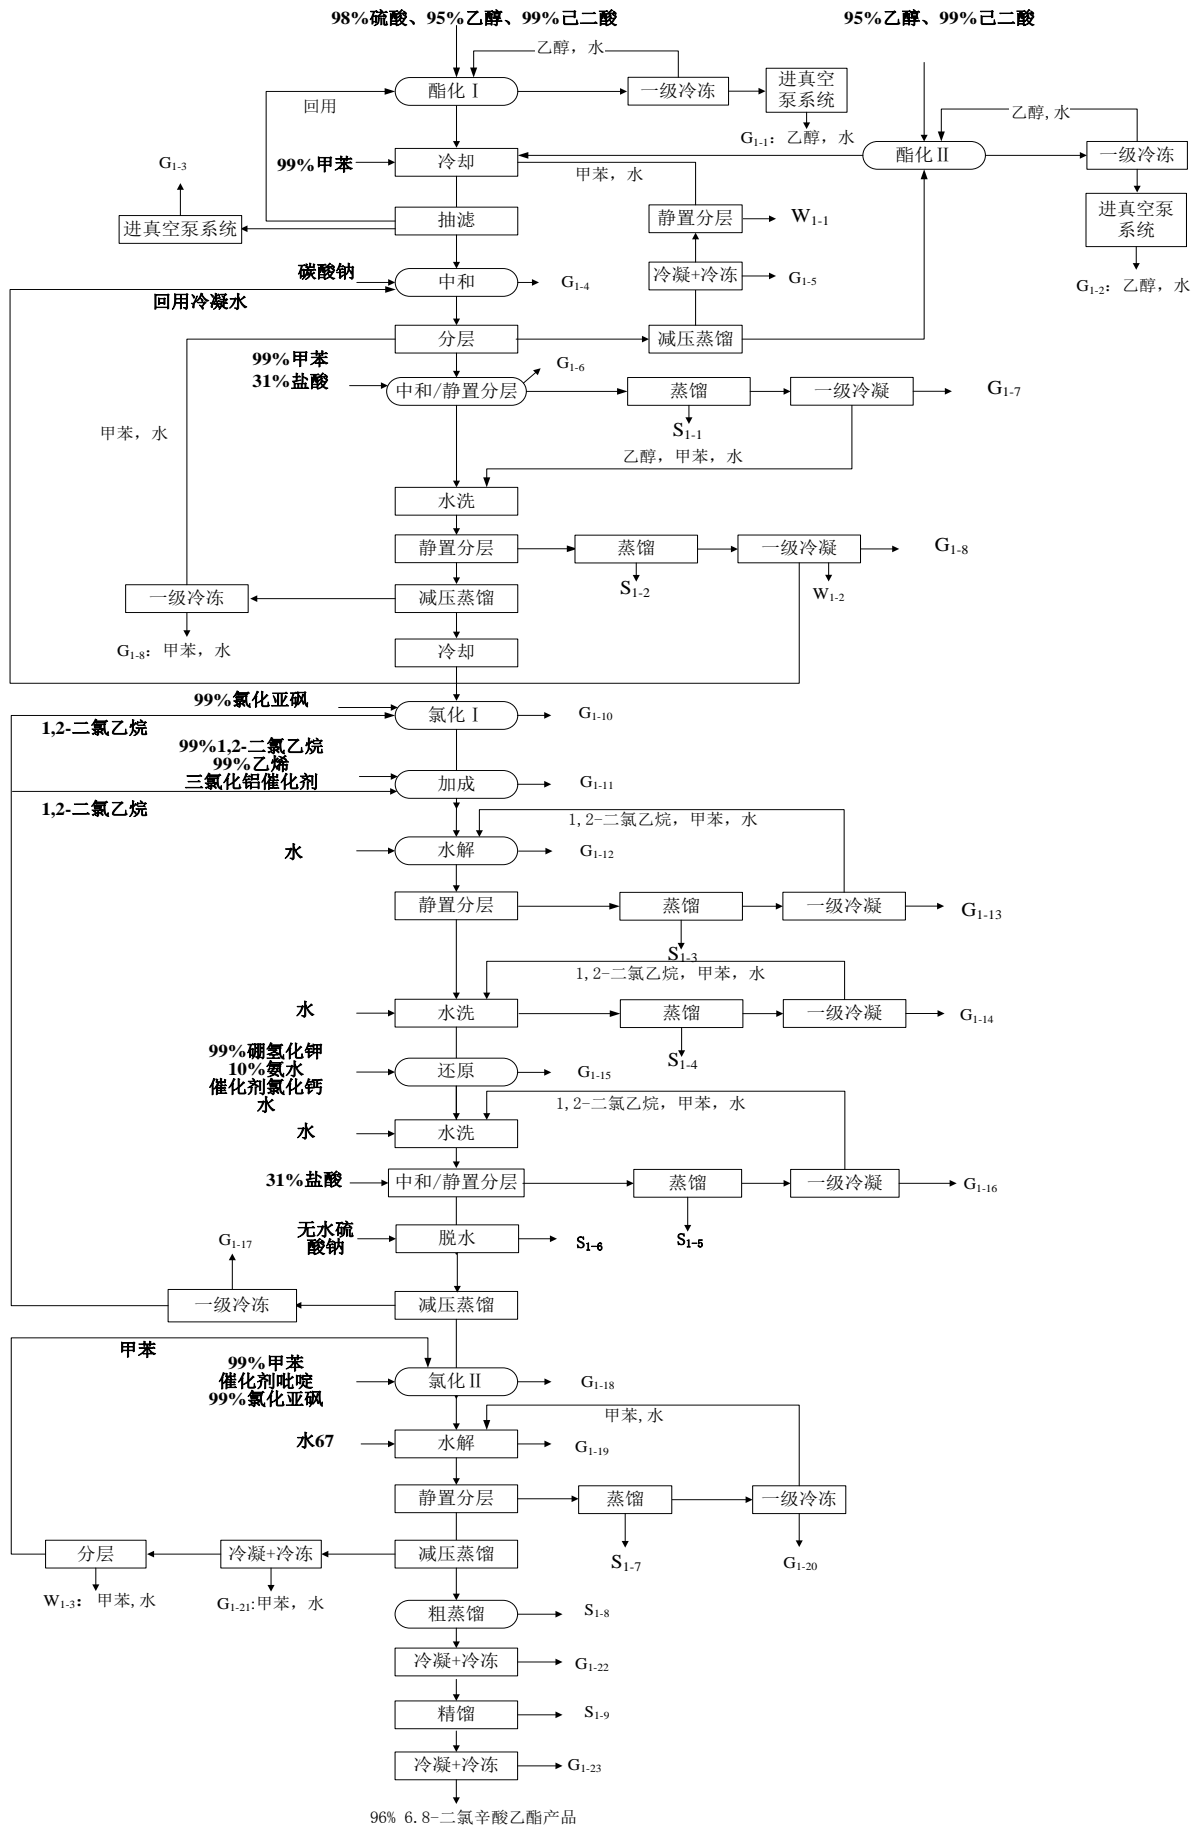 98%硫酸、95%乙醇、99%己二酸
95%乙醇、99%己二酸
乙醇，水
酯化Ⅰ
一级冷冻
进真空
泵系统
回用
G1-1：乙醇，水
乙醇,水
酯化Ⅱ
一级冷冻
G1-3
99%甲苯
冷却
甲苯，水
进真空泵系统
抽滤
静置分层
W1-1
进真空泵
系统
碳酸钠
中和
G1-4
冷凝+冷冻
G1-5
G1-2：乙醇，水
回用冷凝水
分层
减压蒸馏
99%甲苯
31%盐酸
中和/静置分层
G1-6
蒸馏
一级冷凝
G1-7
S1-1
甲苯，水
乙醇，甲苯，水
水洗
静置分层
蒸馏
一级冷凝
G1-8
S1-2
W1-2
一级冷冻
减压蒸馏
G1-8：甲苯，水
冷却
99%氯化亚砜
氯化Ⅰ
G1-10
1,2-二氯乙烷
99%1,2-二氯乙烷
99%乙烯
三氯化铝催化剂
加成
G1-11
1,2-二氯乙烷
1,2-二氯乙烷，甲苯，水
水
水解
G1-12
静置分层
蒸馏
一级冷凝
G1-13
S1-3
1,2-二氯乙烷，甲苯，水
水
水洗
蒸馏
一级冷凝
G1-14
S1-4
99%硼氢化钾
10%氨水
催化剂氯化钙
水
还原
G1-15
1,2-二氯乙烷，甲苯，水
水
水洗
31%盐酸
中和/静置分层
蒸馏
一级冷凝
G1-16
S1-5
无水硫
酸钠
脱水
S1-6
G1-17
一级冷冻
减压蒸馏
甲苯
99%甲苯
催化剂吡啶
99%氯化亚砜
氯化Ⅱ
G1-18
甲苯,水
水67
水解
G1-19
静置分层
蒸馏
一级冷冻
S1-7
G1-20
分层
冷凝+冷冻
减压蒸馏
W1-3：甲苯,水
G1-21:甲苯，水
粗蒸馏
S1-8
冷凝+冷冻
G1-22
精馏
S1-9
冷凝+冷冻
G1-23
96% 6.8-二氯辛酸乙酯产品